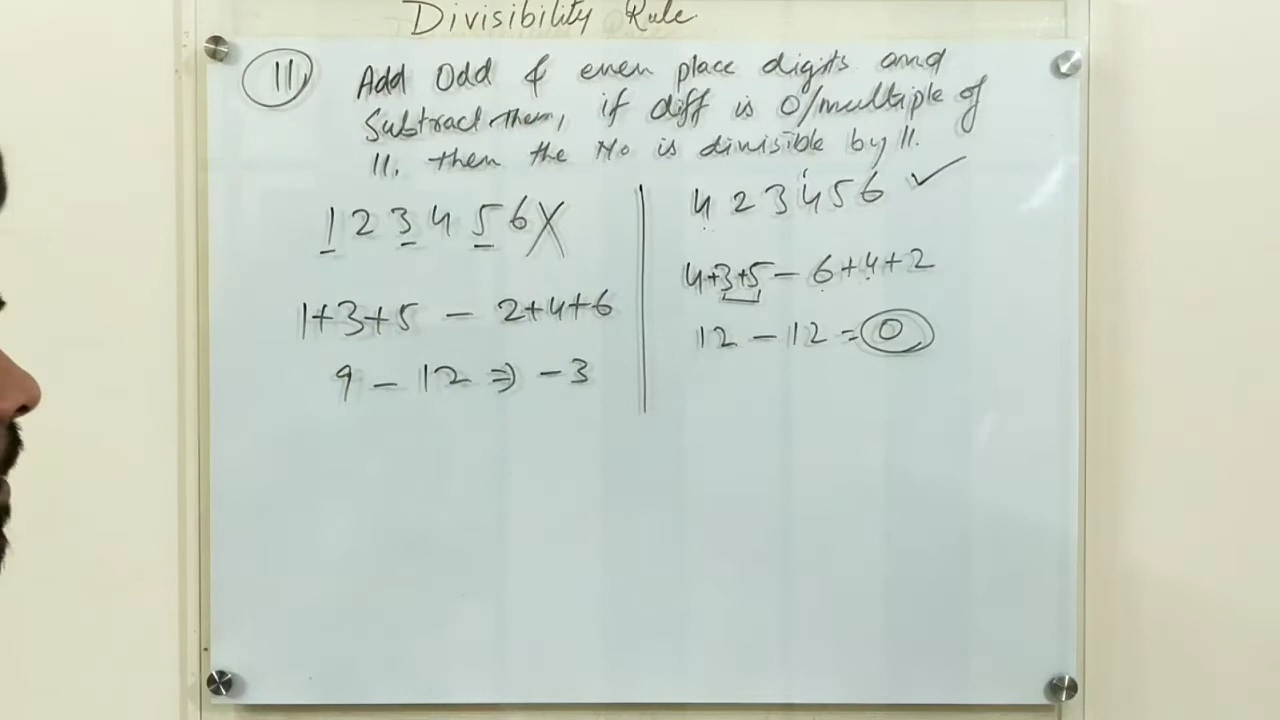 Divisibility Rule.
11 Add Odd & even place digits and
Subtract them, if diff is 0/multiple of
11. then the No is divisible by 11.
1 2 3 4 5 6 X
1+3+5 - 2+4+6
9 - 12 ⇒ -3
4 2 3 4 5 6 ✓
4+3+5 - 6+4+2
12 - 12 = 0